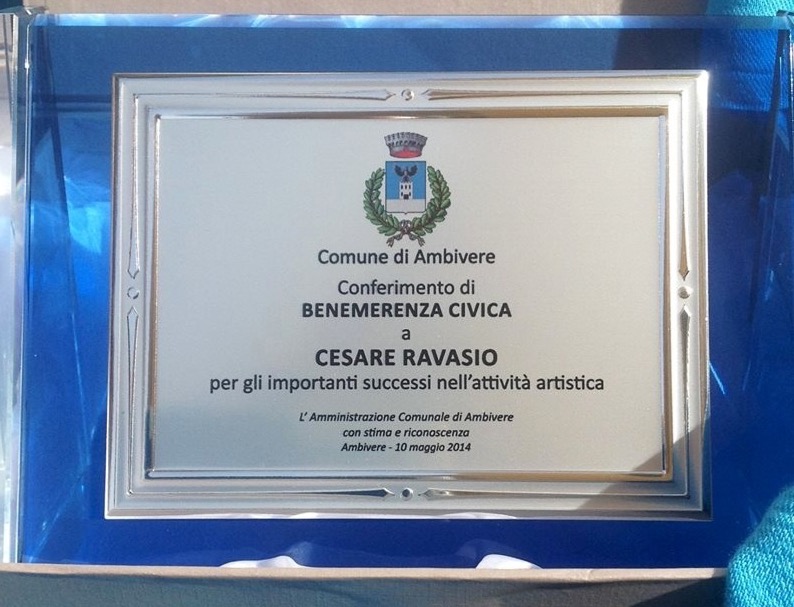 Comune di Ambivere
Conferimento di
BENEMERENZA CIVICA
a
CESARE RAVASIO
per gli importanti successi nell'attività artistica
L' Amministrazione Comunale di Ambivere
con stima e riconoscenza
Ambivere - 10 maggio 2014